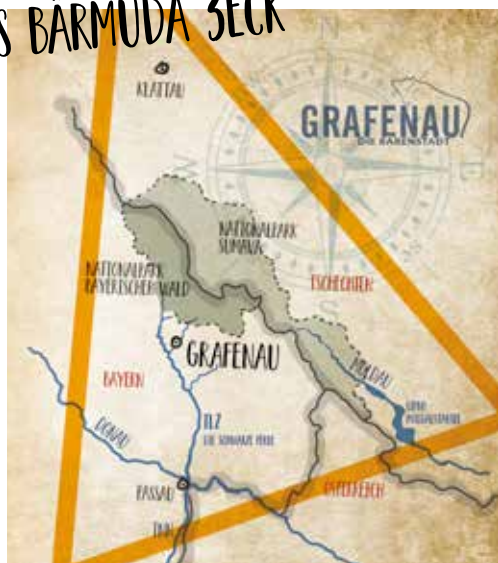 S BÄRMUDA 3ECK
KLATTAU
GRAFENAU
DIE BÄRENSTADT
NATIONALPARK
SUMAVA
NATIONALPARK
BAYERISCHER WALD
TSCHECHIEN
GRAFENAU
BAYERN
MOLDAU
ILZ
DIE SCHWARZE PERLE
DONAU
PASSAU
ÖSTERREICH
INN